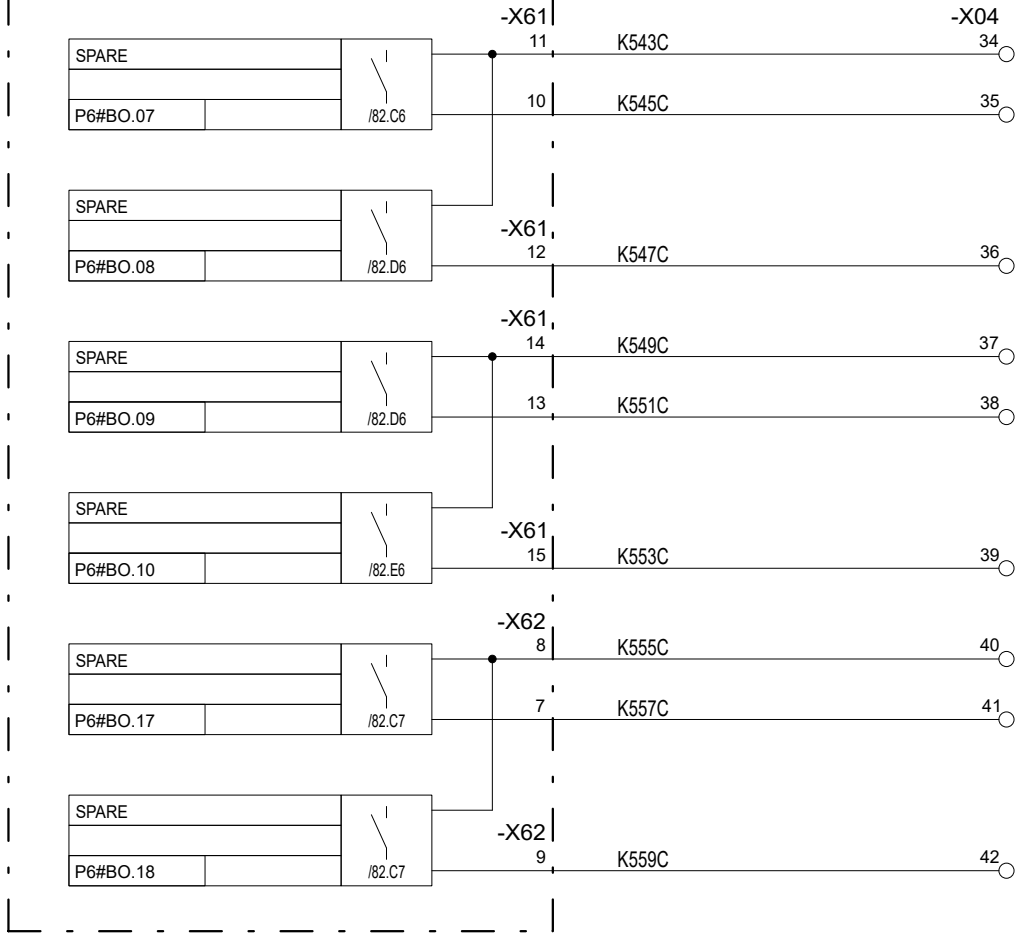 -X61 -X04
11 K543C 34
SPARE
10 K545C 35
P6#BO.07 /82.C6
SPARE
-X61
12 K547C 36
P6#BO.08 /82.D6
-X61
14 K549C 37
SPARE
13 K551C 38
P6#BO.09 /82.D6
SPARE
-X61
15 K553C 39
P6#BO.10 /82.E6
-X62
8 K555C 40
SPARE
7 K557C 41
P6#BO.17 /82.C7
SPARE
-X62
9 K559C 42
P6#BO.18 /82.C7